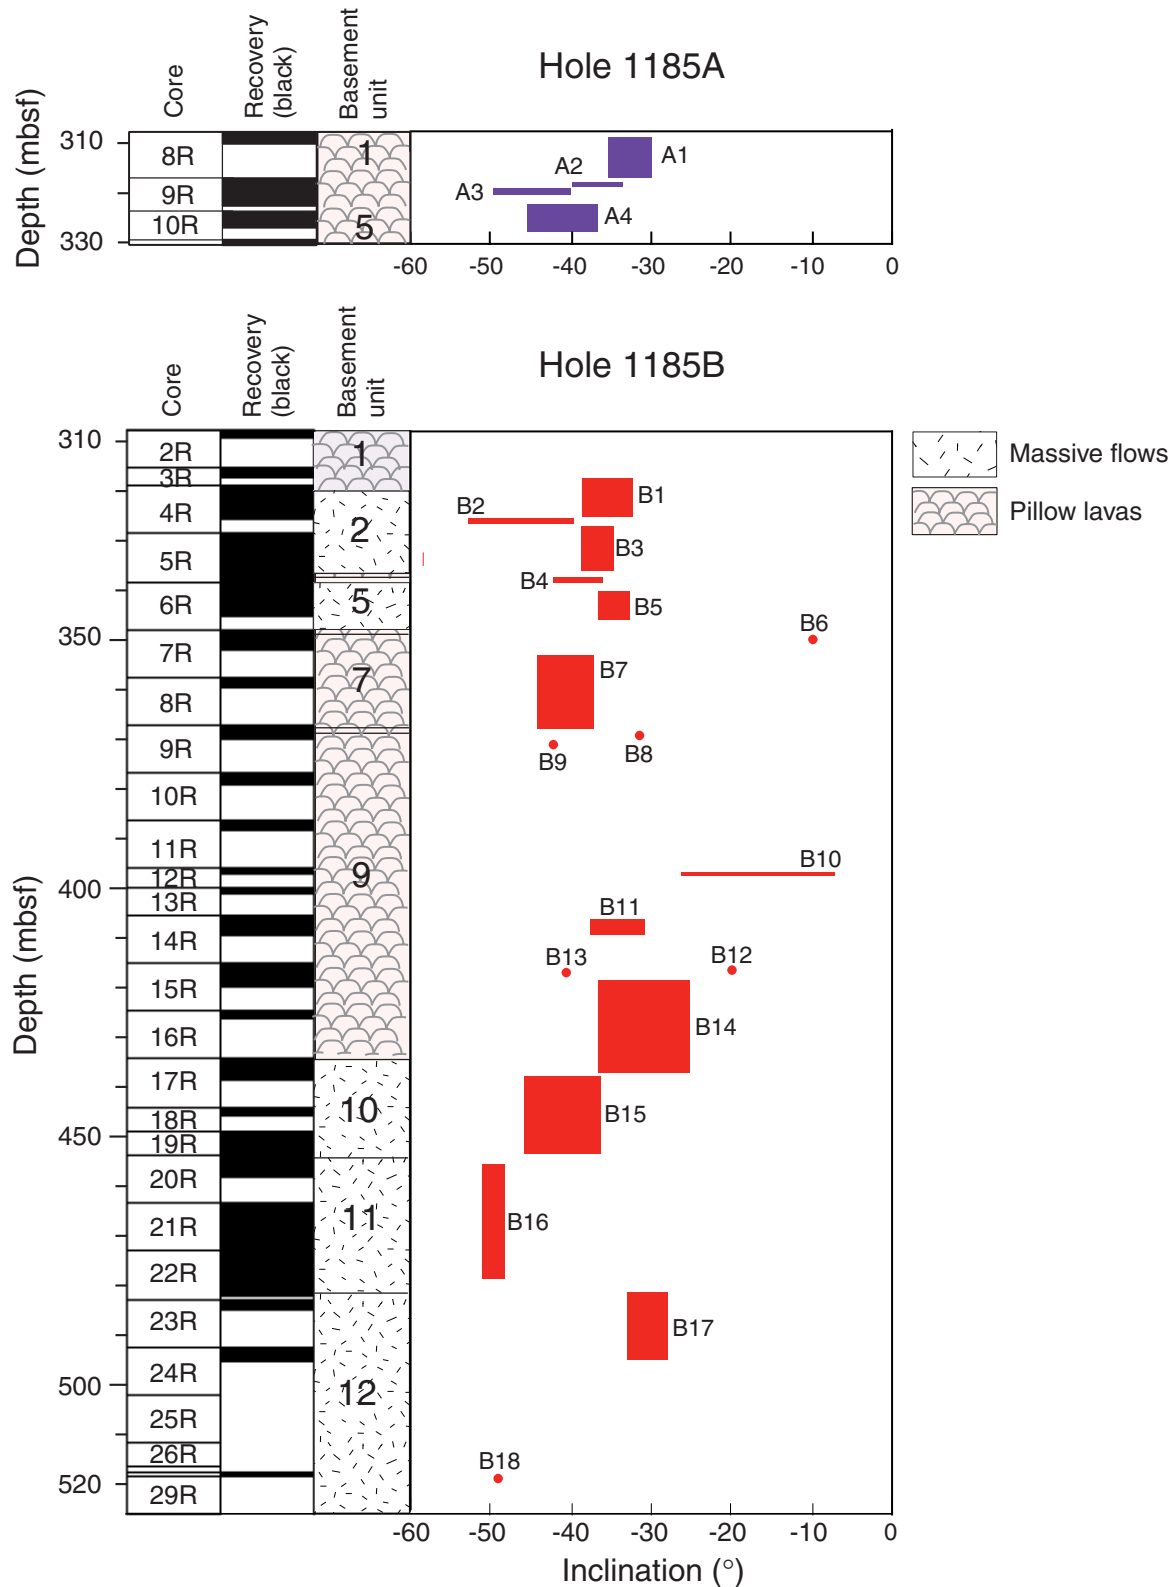 Hole 1185A
Core
Recovery
(black)
Basement
unit
Depth (mbsf)
310
330
8R
9R
10R
1
5
A1
A2
A3
A4
-60 -50 -40 -30 -20 -10 0
Hole 1185B
Core
Recovery
(black)
Basement
unit
Depth (mbsf)
Depth (mbsf)
310
350
400
450
500
520
2R
3R
4R
5R
6R
7R
8R
9R
10R
11R
12R
13R
14R
15R
16R
17R
18R
19R
20R
21R
22R
23R
24R
25R
26R
29R
1
2
5
7
9
10
11
12
B1
B2
B3
B4
B5
B6
B7
B8
B9
B10
B11
B13
B12
B14
B15
B16
B17
B18
Massive flows
Pillow lavas
-60 -50 -40 -30 -20 -10 0
Inclination (°)